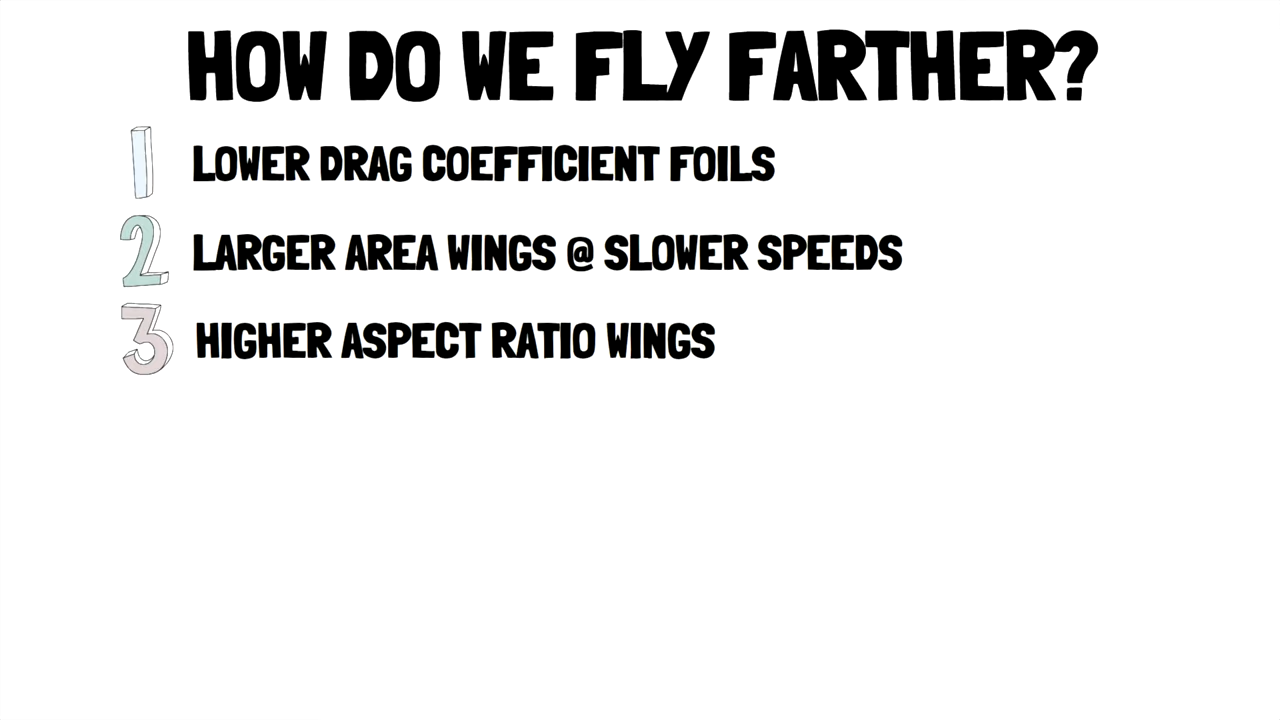 HOW DO WE FLY FARTHER?
1 LOWER DRAG COEFFICIENT FOILS
2 LARGER AREA WINGS @ SLOWER SPEEDS
3 HIGHER ASPECT RATIO WINGS